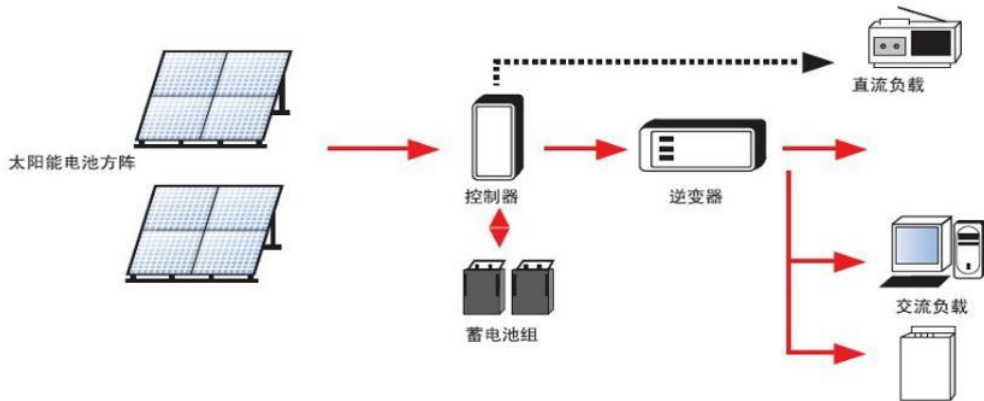 直流负载
太阳能电池方阵
控制器
逆变器
交流负载
蓄电池组